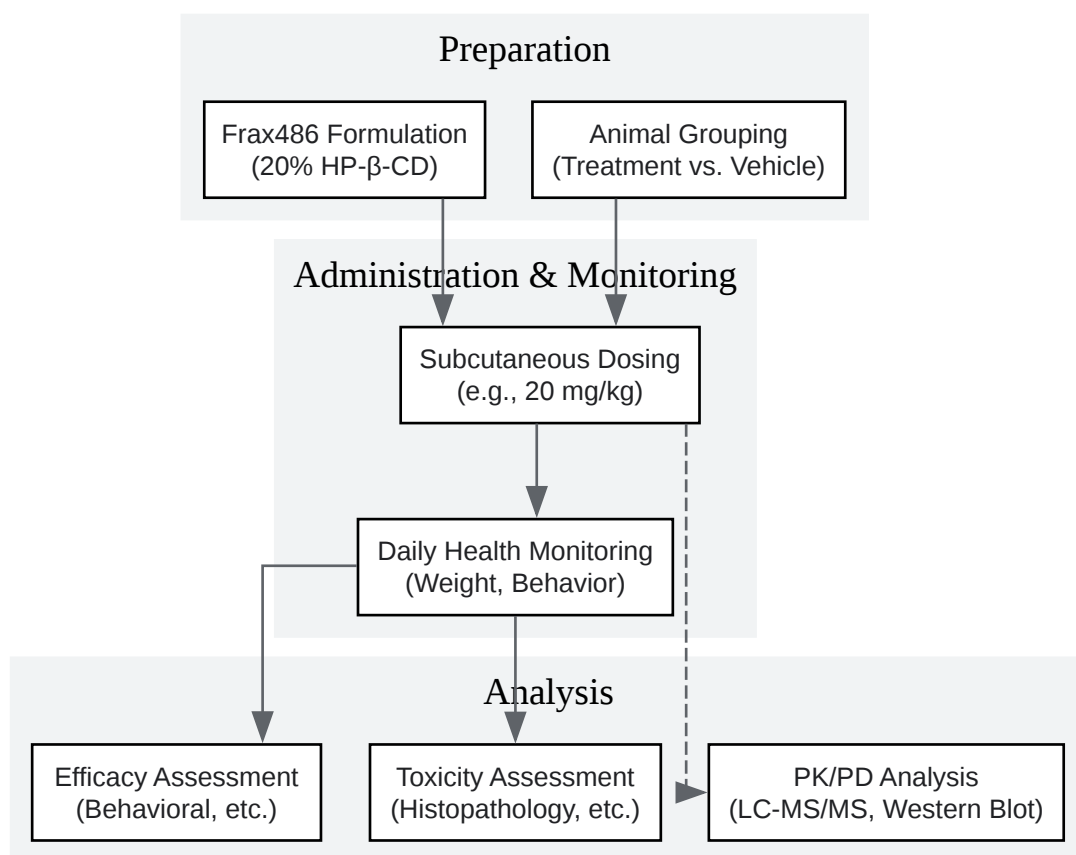 Preparation
Frax486 Formulation
(20% HP-β-CD)
Animal Grouping
(Treatment vs. Vehicle)
Administration & Monitoring
Subcutaneous Dosing
(e.g., 20 mg/kg)
Daily Health Monitoring
(Weight, Behavior)
Analysis
Efficacy Assessment
(Behavioral, etc.)
Toxicity Assessment
(Histopathology, etc.)
PK/PD Analysis
(LC-MS/MS, Western Blot)